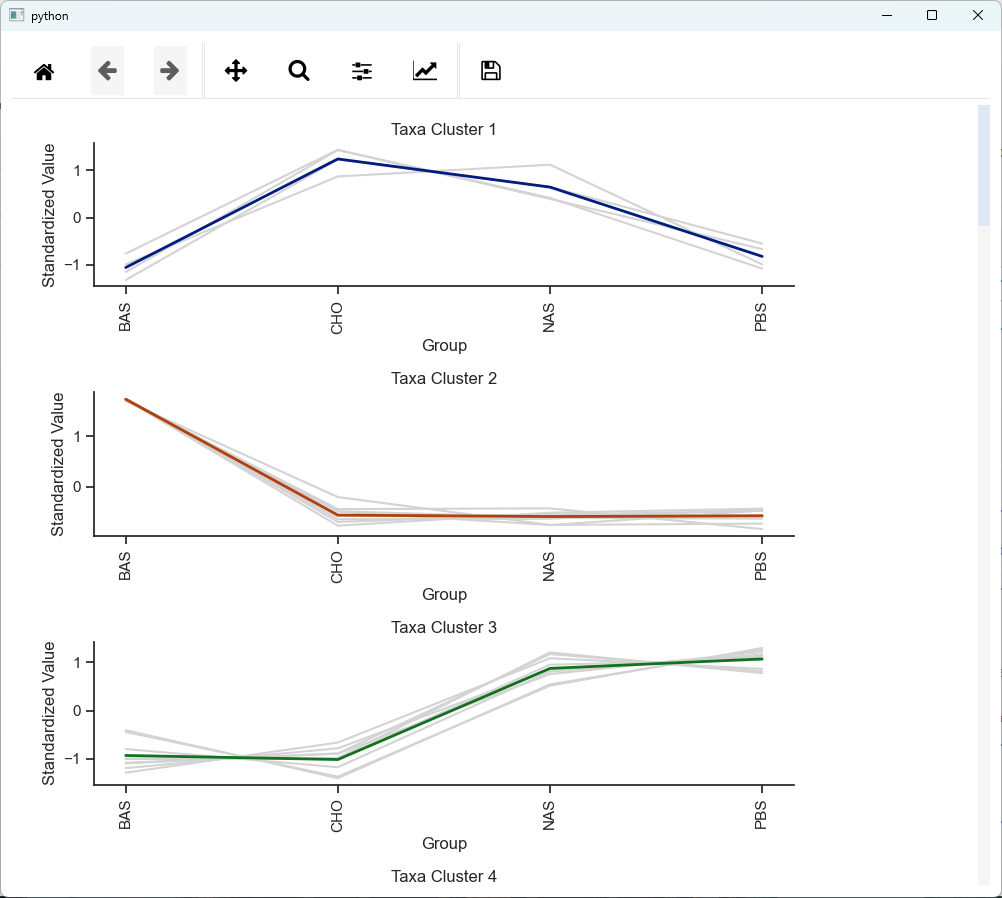 python
Taxa Cluster 1
Standardized Value
1
0
−1
BAS
CHO
NAS
PBS
Group
Taxa Cluster 2
Standardized Value
1
0
BAS
CHO
NAS
PBS
Group
Taxa Cluster 3
Standardized Value
1
0
−1
BAS
CHO
NAS
PBS
Group
Taxa Cluster 4